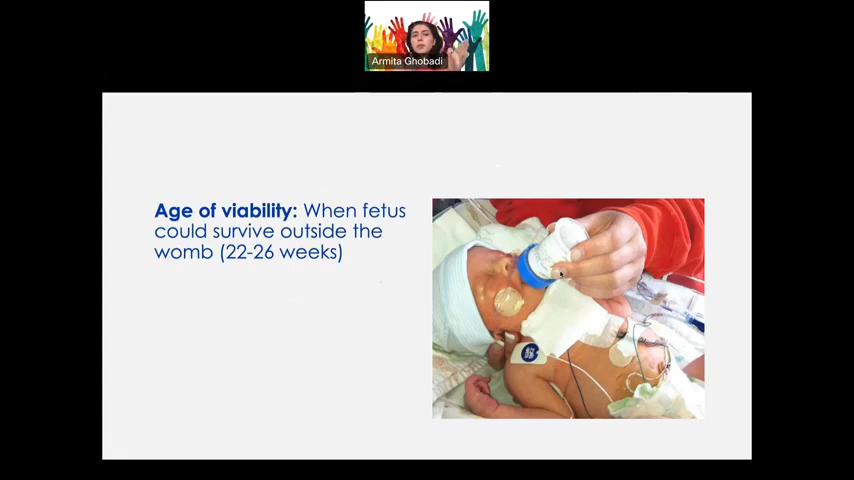 Armita Ghobadi
Age of viability: When fetus
could survive outside the
womb (22-26 weeks)